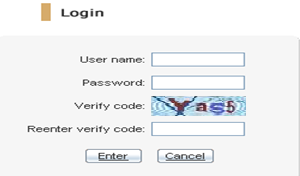 Login
User name:
Password:
Verify code:
Reenter verify code:
Enter Cancel